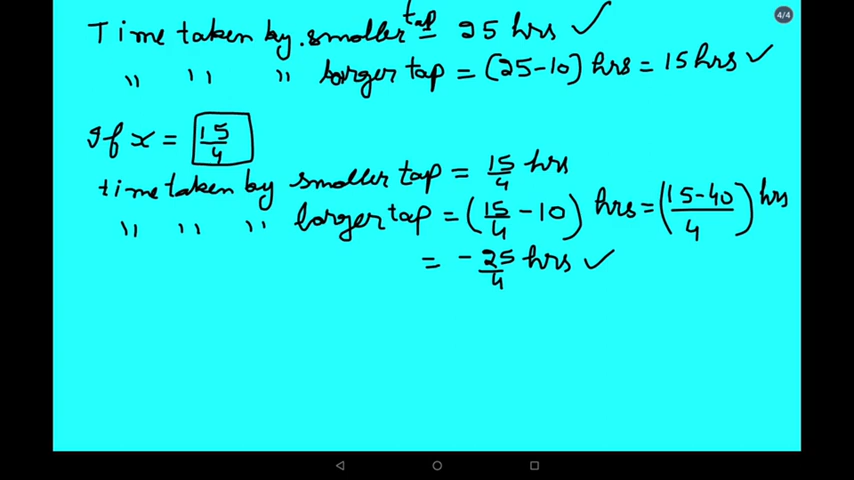 4/4
Time taken by smaller tap = 25 hrs ✓
,, ,, ,, larger tap = (25-10) hrs = 15 hrs ✓
If x = 15/4
time taken by smaller tap = 15/4 hrs
,, ,, ,, larger tap = (15/4 - 10) hrs = (15-40/4) hrs
= - 25/4 hrs ✓